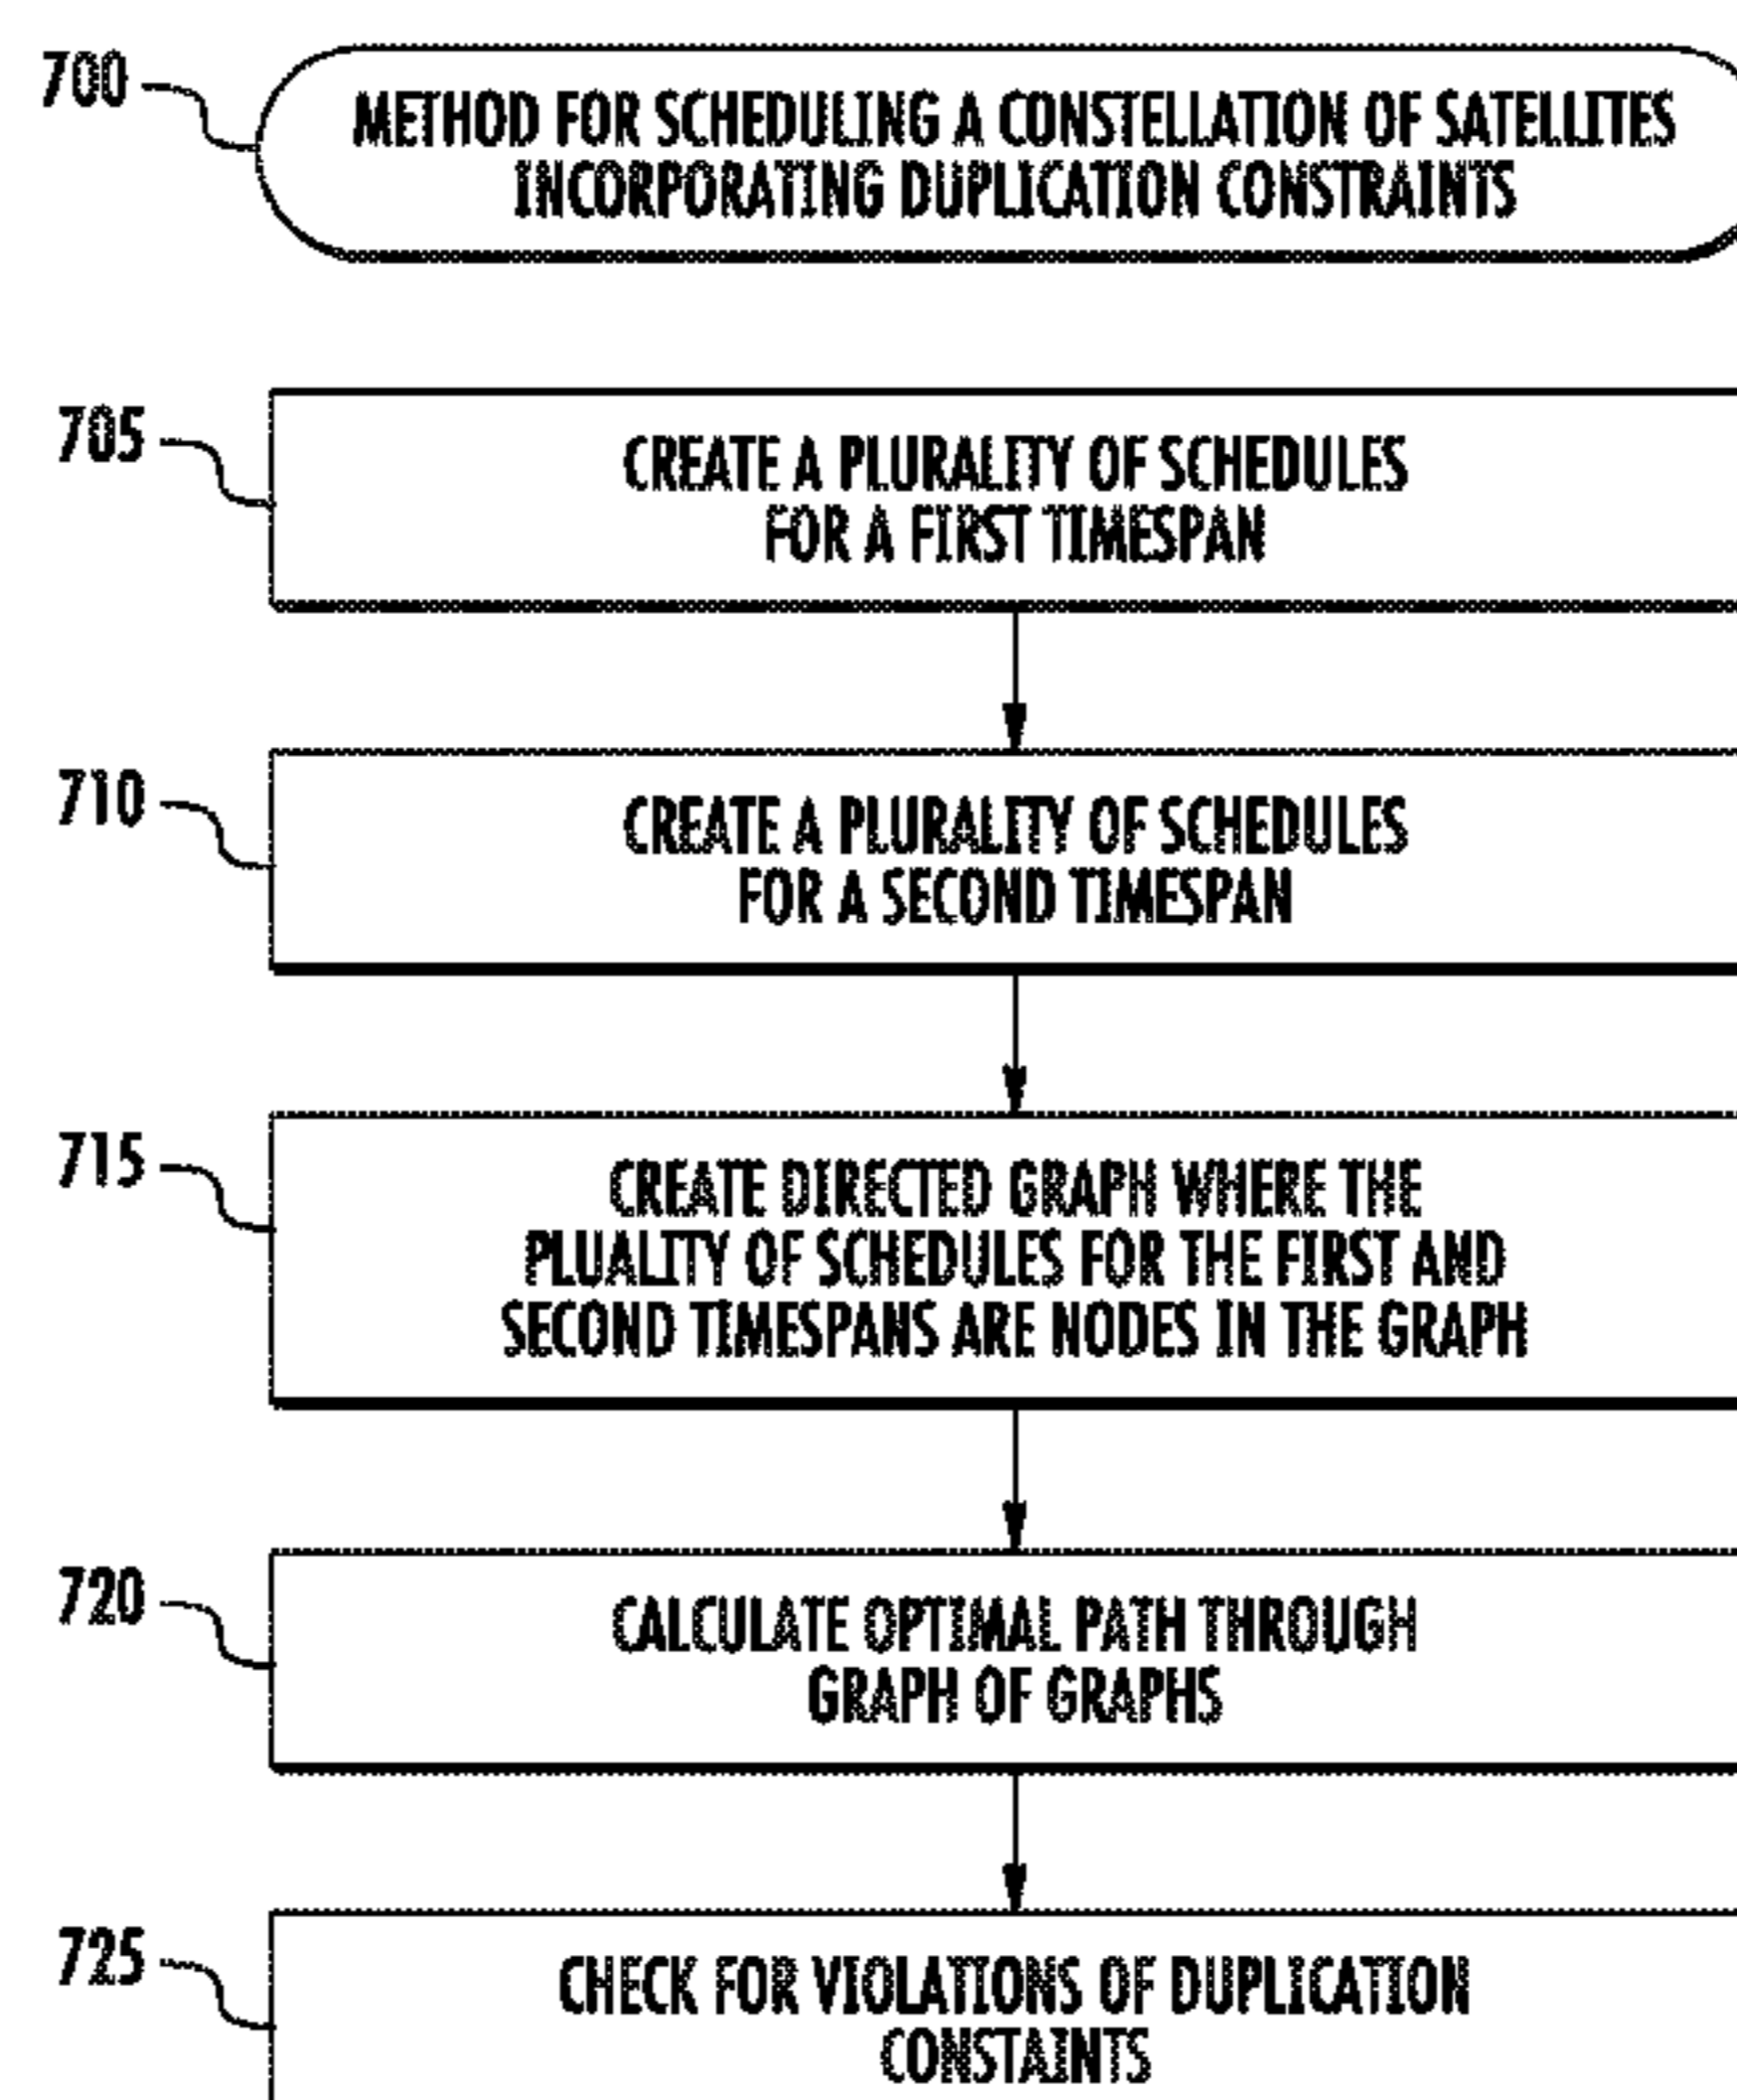 700
METHOD FOR SCHEDULING A CONSTELLATION OF SATELLITES
INCORPORATING DUPLICATION CONSTRAINTS
705
CREATE A PLURALITY OF SCHEDULES
FOR A FIRST TIMESPAN
710
CREATE A PLURALITY OF SCHEDULES
FOR A SECOND TIMESPAN
715
CREATE DIRECTED GRAPH WHERE THE
PLUALITY OF SCHEDULES FOR THE FIRST AND
SECOND TIMESPANS ARE NODES IN THE GRAPH
720
CALCULATE OPTIMAL PATH THROUGH
GRAPH OF GRAPHS
725
CHECK FOR VIOLATIONS OF DUPLICATION
CONSTAINTS